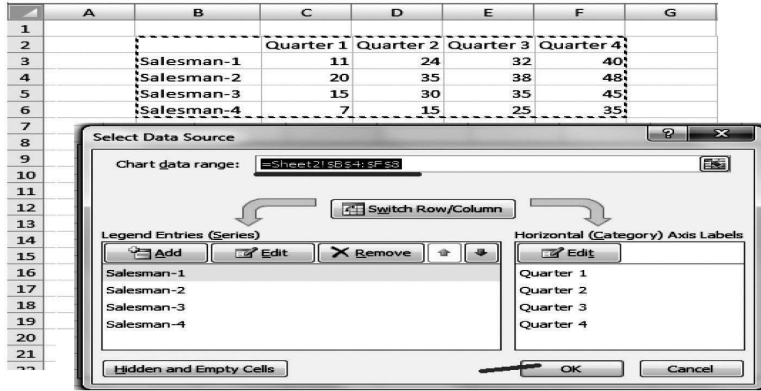 A B C D E F G
1
2 Quarter 1 Quarter 2 Quarter 3 Quarter 4
3 Salesman-1 11 24 32 40
4 Salesman-2 20 35 38 48
5 Salesman-3 15 30 35 45
6 Salesman-4 7 15 25 35
7
8 Select Data Source
9 Chart data range: =Sheet2!$B$4:$F$8
10
11
12 Switch Row/Column
13
14 Legend Entries (Series) Horizontal (Category) Axis Labels
15 Add Edit Remove Edit
16 Salesman-1 Quarter 1
17 Salesman-2 Quarter 2
18 Salesman-3 Quarter 3
19 Salesman-4 Quarter 4
20
21 Hidden and Empty Cells OK Cancel